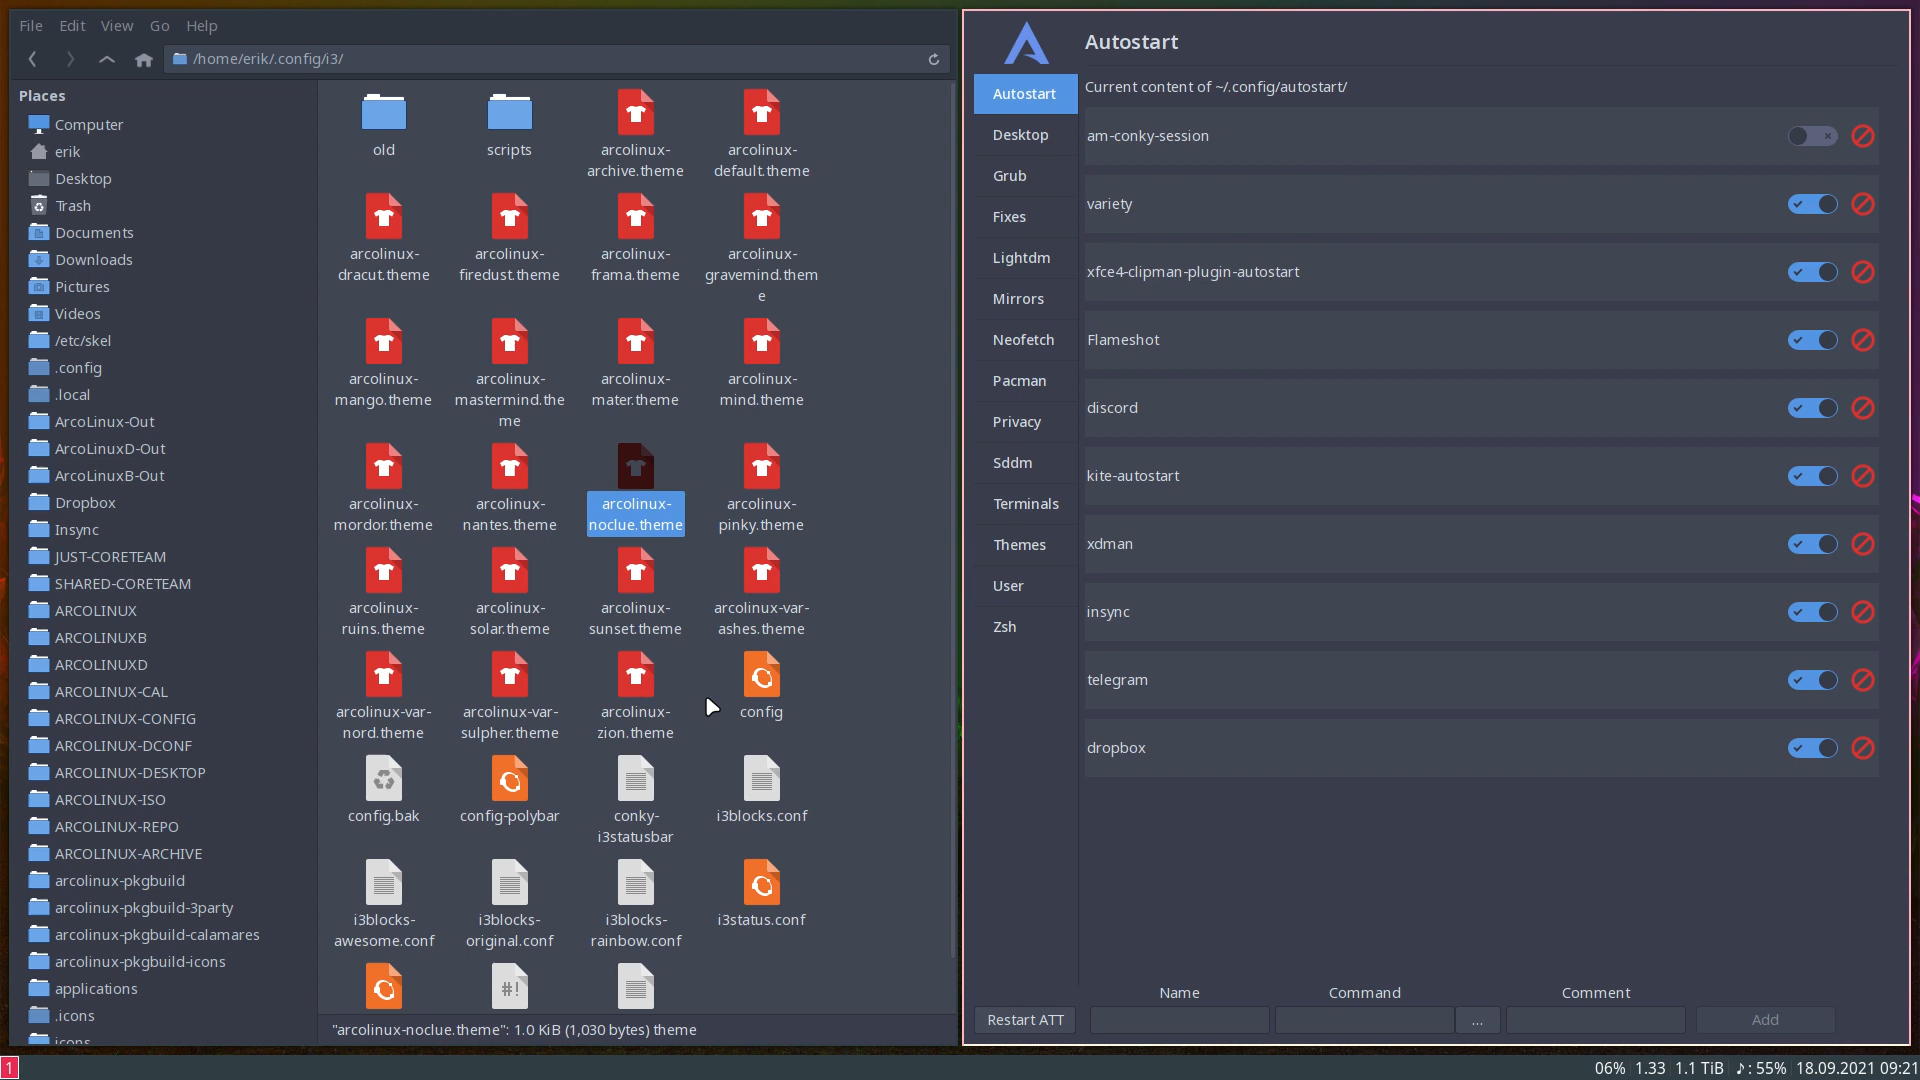 File Edit View Go Help
/home/erik/.config/i3/
Places
Computer
erik
Desktop
Trash
Documents
Downloads
Pictures
Videos
/etc/skel
.config
.local
ArcoLinux-Out
ArcoLinuxD-Out
ArcoLinuxB-Out
Dropbox
Insync
JUST-CORETEAM
SHARED-CORETEAM
ARCOLINUX
ARCOLINUXB
ARCOLINUXD
ARCOLINUX-CAL
ARCOLINUX-CONFIG
ARCOLINUX-DCONF
ARCOLINUX-DESKTOP
ARCOLINUX-ISO
ARCOLINUX-REPO
ARCOLINUX-ARCHIVE
arcolinux-pkgbuild
arcolinux-pkgbuild-3party
arcolinux-pkgbuild-calamares
arcolinux-pkgbuild-icons
applications
.icons
icons
old
scripts
arcolinux-
archive.theme
arcolinux-
default.theme
arcolinux-
dracut.theme
arcolinux-
firedust.theme
arcolinux-
frama.theme
arcolinux-
gravemind.them
e
arcolinux-
mango.theme
arcolinux-
mastermind.the
me
arcolinux-
mater.theme
arcolinux-
mind.theme
arcolinux-
mordor.theme
arcolinux-
nantes.theme
arcolinux-
noclue.theme
arcolinux-
pinky.theme
arcolinux-
ruins.theme
arcolinux-
solar.theme
arcolinux-
sunset.theme
arcolinux-var-
ashes.theme
arcolinux-var-
nord.theme
arcolinux-var-
sulpher.theme
arcolinux-
zion.theme
config
config.bak
config-polybar
conky-
i3statusbar
i3blocks.conf
i3blocks-
awesome.conf
i3blocks-
original.conf
i3blocks-
rainbow.conf
i3status.conf
#!
"arcolinux-noclue.theme": 1.0 KiB (1,030 bytes) theme
Autostart
Desktop
Grub
Fixes
Lightdm
Mirrors
Neofetch
Pacman
Privacy
Sddm
Terminals
Themes
User
Zsh
Restart ATT
Autostart
Current content of ~/.config/autostart/
am-conky-session
variety
xfce4-clipman-plugin-autostart
Flameshot
discord
kite-autostart
xdman
insync
telegram
dropbox
Name Command Comment
... Add
1
06% 1.33 1.1 TiB ♪: 55% 18.09.2021 09:21